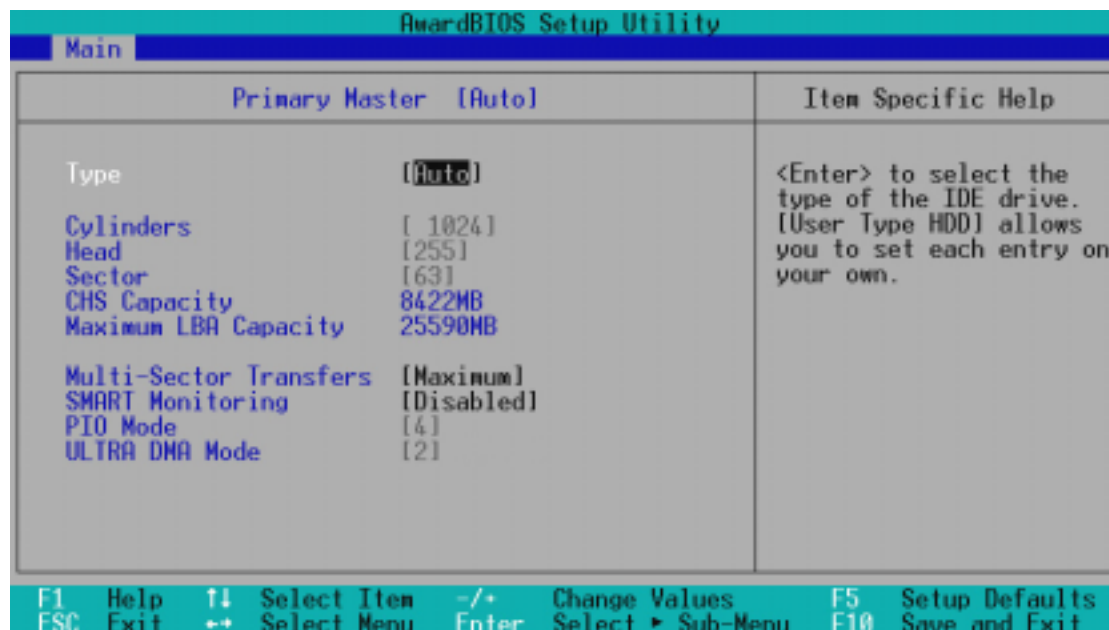 AwardBIOS Setup Utility
Main
Primary Master [Auto]
Item Specific Help
Type [Auto]
Cylinders [ 1024]
Head [255]
Sector [63]
CHS Capacity 8422MB
Maximum LBA Capacity 25590MB
Multi-Sector Transfers [Maximum]
SMART Monitoring [Disabled]
PIO Mode [4]
ULTRA DMA Mode [2]
<Enter> to select the
type of the IDE drive.
[User Type HDD] allows
you to set each entry on
your own.
F1 Help ↑↓ Select Item -/+ Change Values F5 Setup Defaults
ESC Exit ←→ Select Menu Enter Select ► Sub-Menu F10 Save and Exit